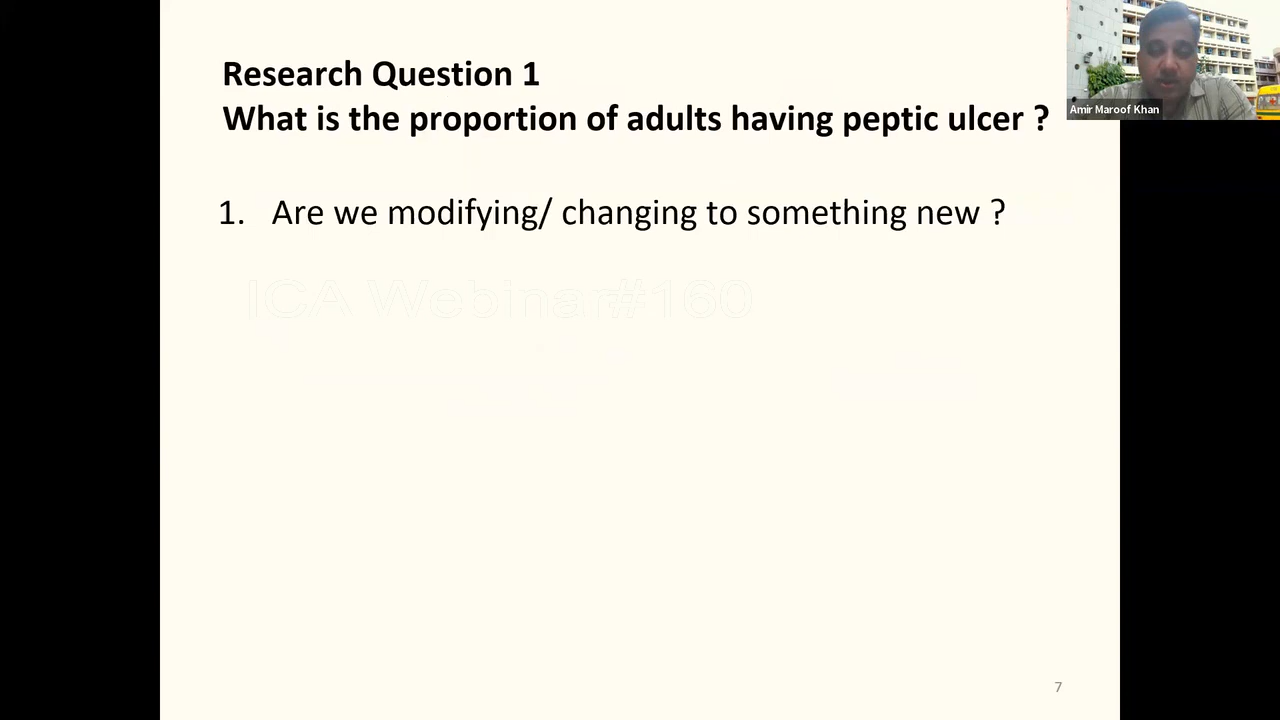 Research Question 1
What is the proportion of adults having peptic ulcer ?
Amir Maroof Khan
1. Are we modifying/ changing to something new ?
ICA Webinar#160
7